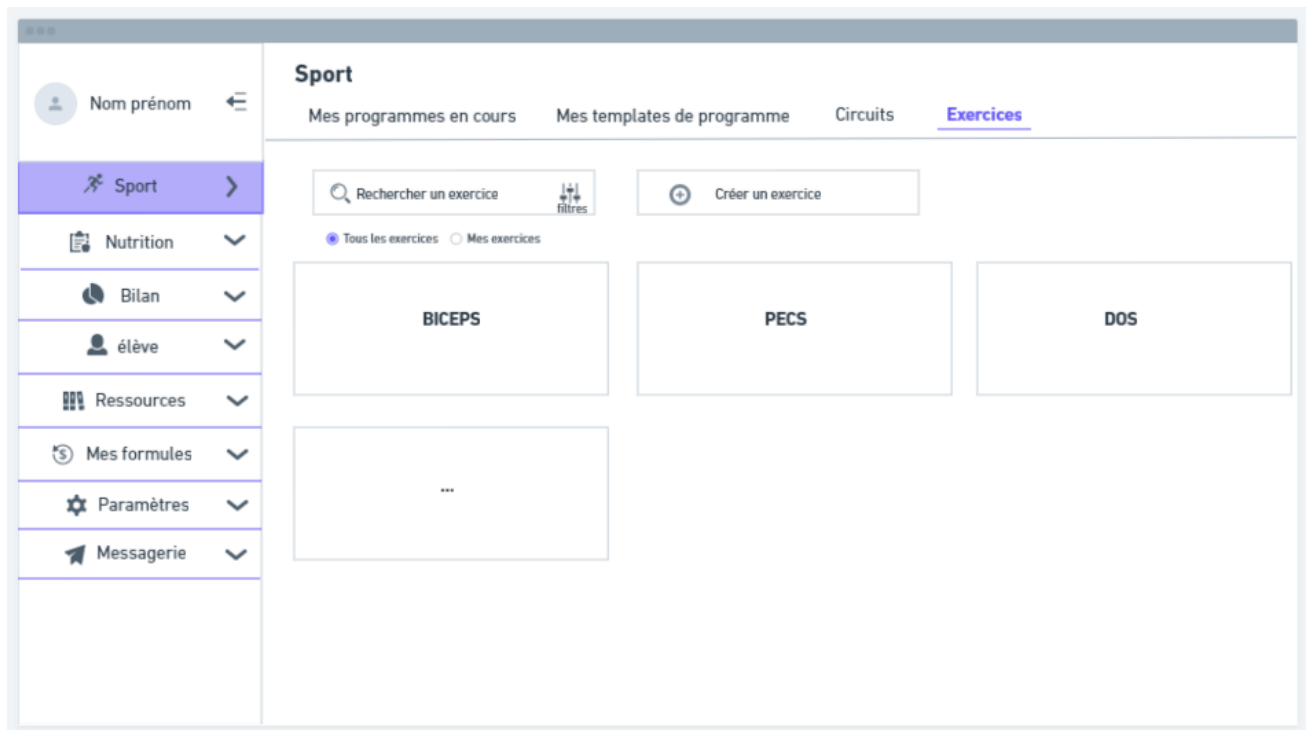 Nom prénom
Sport
Nutrition
Bilan
élève
Ressources
Mes formules
Paramètres
Messagerie
Sport
Mes programmes en cours Mes templates de programme Circuits Exercices
Rechercher un exercice filtres Créer un exercice
Tous les exercices Mes exercices
BICEPS PECS DOS
...